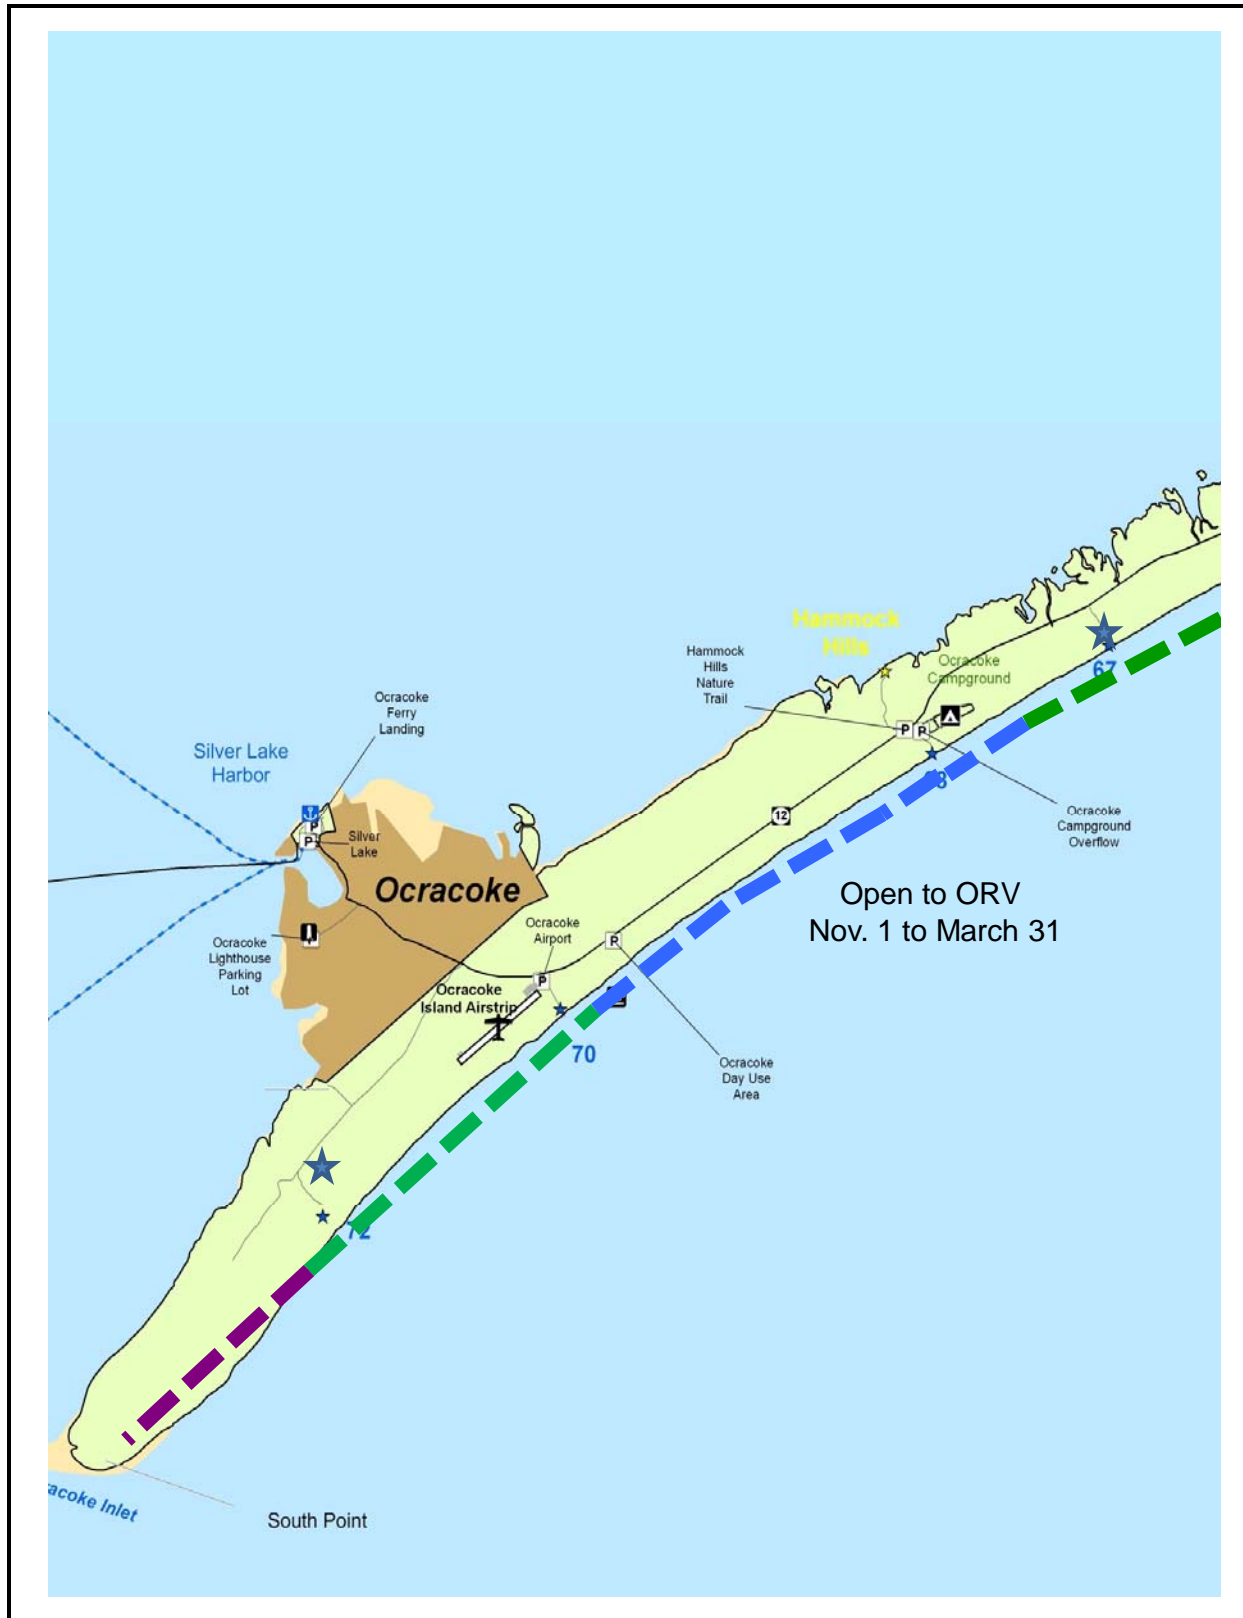 Hammock
Hills
Hammock
Hills
Nature
Trail
Ocracoke
Campground
67
P
P
68
Ocracoke
Ferry
Landing
Silver Lake
Harbor
P
P
Silver
Lake
12
Ocracoke
Campground
Overflow
Ocracoke
Open to ORV
Nov. 1 to March 31
Ocracoke
Airport
P
P
Ocracoke
Lighthouse
Parking
Lot
Ocracoke
Island Airstrip
70
Ocracoke
Day Use
Area
72
racoke Inlet
South Point